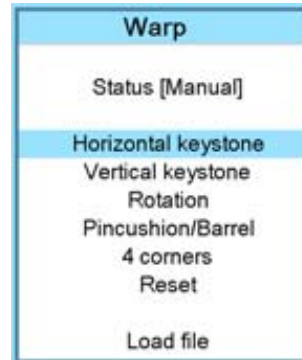 Warp
Status [Manual]
Horizontal keystone
Vertical keystone
Rotation
Pincushion/Barrel
4 corners
Reset
Load file